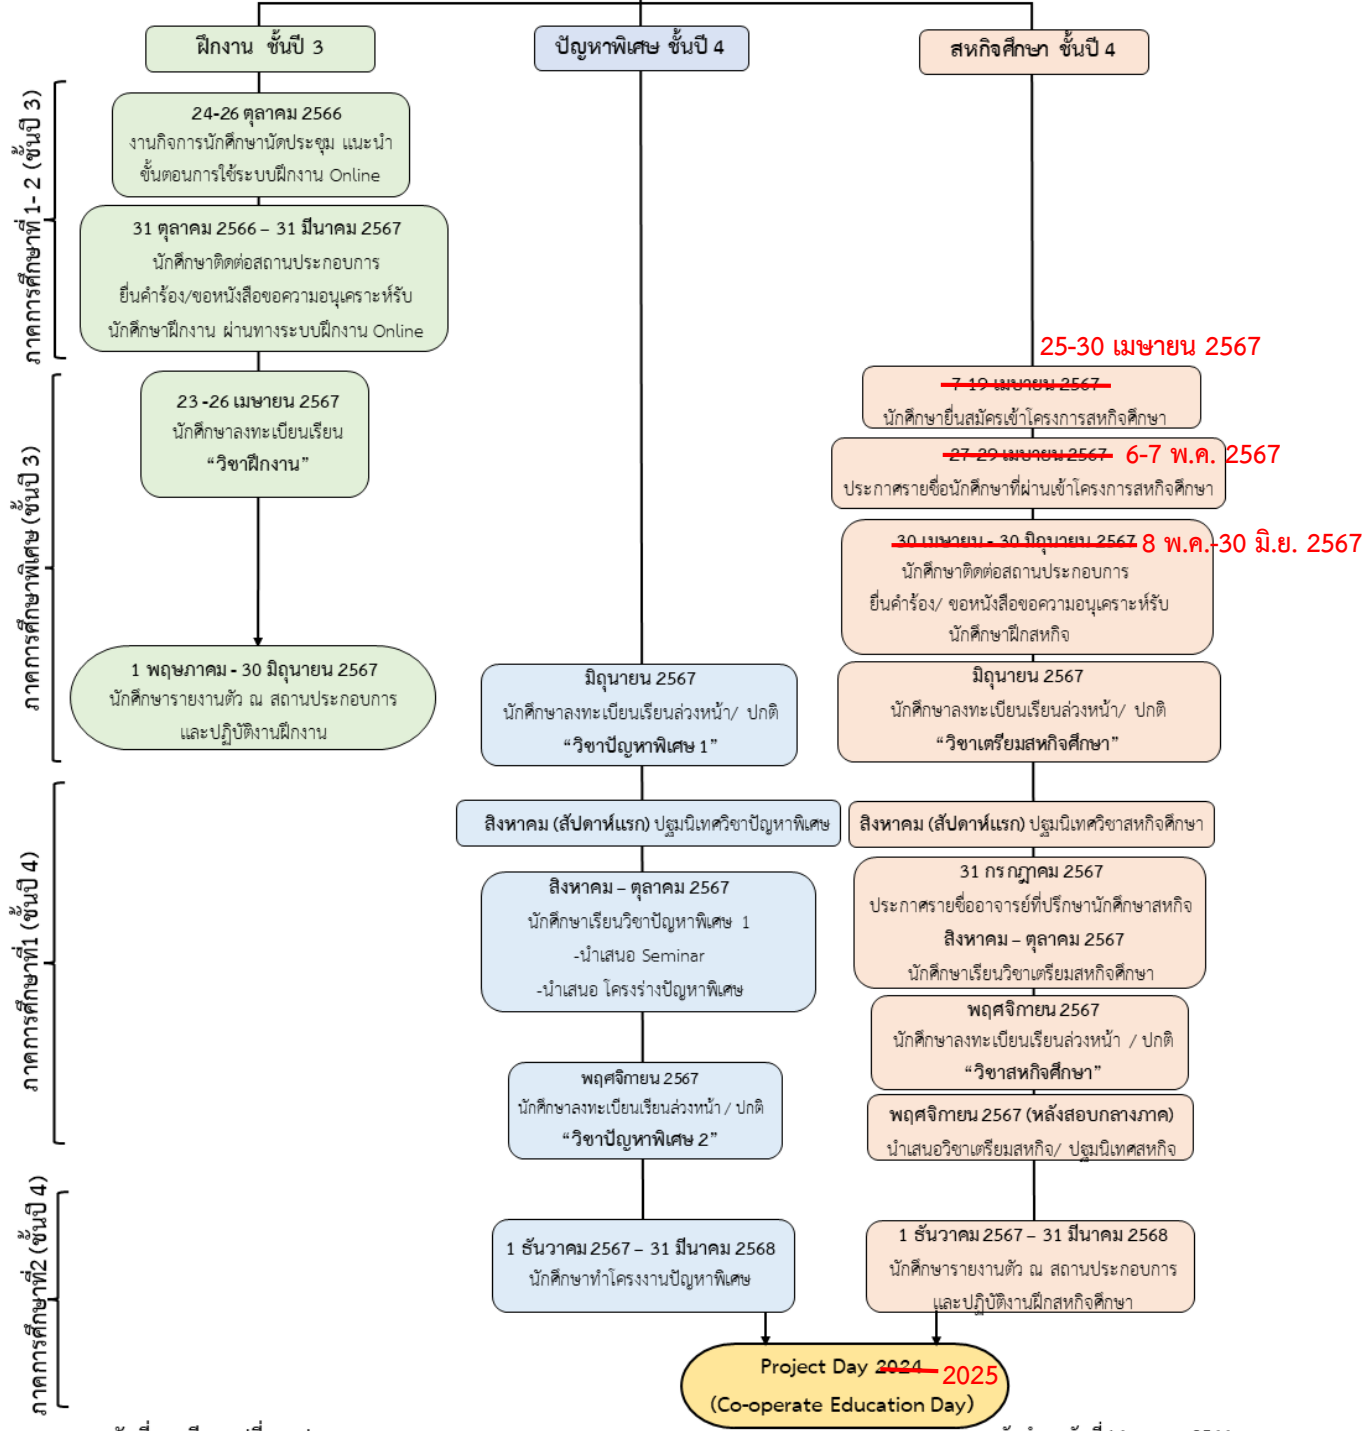 ฝึกงาน ชั้นปี 3
ปัญหาพิเศษ ชั้นปี 4
สหกิจศึกษา ชั้นปี 4
ภาคการศึกษาที่ 1- 2 (ชั้นปี 3)
24-26 ตุลาคม 2566
งานกิจการนักศึกษานัดประชุม แนะนำ
ขั้นตอนการใช้ระบบฝึกงาน Online
31 ตุลาคม 2566 – 31 มีนาคม 2567
นักศึกษาติดต่อสถานประกอบการ
ยื่นคำร้อง/ขอหนังสือขอความอนุเคราะห์รับ
นักศึกษาฝึกงาน ผ่านทางระบบฝึกงาน Online
ภาคการศึกษาพิเศษ (ชั้นปี 3)
23 -26 เมษายน 2567
นักศึกษาลงทะเบียนเรียน
“วิชาฝึกงาน”
1 พฤษภาคม - 30 มิถุนายน 2567
นักศึกษารายงานตัว ณ สถานประกอบการ
และปฏิบัติงานฝึกงาน
25-30 เมษายน 2567
7-19 เมษายน 2567
นักศึกษายื่นสมัครเข้าโครงการสหกิจศึกษา
27-29 เมษายน 2567 6-7 พ.ค. 2567
ประกาศรายชื่อนักศึกษาที่ผ่านเข้าโครงการสหกิจศึกษา
30 เมษายน - 30 มิถุนายน 2567 8 พ.ค.-30 มิ.ย. 2567
นักศึกษาติดต่อสถานประกอบการ
ยื่นคำร้อง/ ขอหนังสือขอความอนุเคราะห์รับ
นักศึกษาฝึกสหกิจ
มิถุนายน 2567
นักศึกษาลงทะเบียนเรียนล่วงหน้า/ ปกติ
“วิชาปัญหาพิเศษ 1”
มิถุนายน 2567
นักศึกษาลงทะเบียนเรียนล่วงหน้า/ ปกติ
“วิชาเตรียมสหกิจศึกษา”
ภาคการศึกษาที่1 (ชั้นปี 4)
สิงหาคม (สัปดาห์แรก) ปฐมนิเทศวิชาปัญหาพิเศษ
สิงหาคม – ตุลาคม 2567
นักศึกษาเรียนวิชาปัญหาพิเศษ 1
-นำเสนอ Seminar
-นำเสนอ โครงร่างปัญหาพิเศษ
พฤศจิกายน 2567
นักศึกษาลงทะเบียนเรียนล่วงหน้า / ปกติ
“วิชาปัญหาพิเศษ 2”
สิงหาคม (สัปดาห์แรก) ปฐมนิเทศวิชาสหกิจศึกษา
31 กรกฎาคม 2567
ประกาศรายชื่ออาจารย์ที่ปรึกษานักศึกษาสหกิจ
สิงหาคม – ตุลาคม 2567
นักศึกษาเรียนวิชาเตรียมสหกิจศึกษา
พฤศจิกายน 2567
นักศึกษาลงทะเบียนเรียนล่วงหน้า / ปกติ
“วิชาสหกิจศึกษา”
พฤศจิกายน 2567 (หลังสอบกลางภาค)
นำเสนอวิชาเตรียมสหกิจ/ ปฐมนิเทศสหกิจ
ภาคการศึกษาที่2 (ชั้นปี 4)
1 ธันวาคม 2567 – 31 มีนาคม 2568
นักศึกษาทำโครงงานปัญหาพิเศษ
1 ธันวาคม 2567 – 31 มีนาคม 2568
นักศึกษารายงานตัว ณ สถานประกอบการ
และปฏิบัติงานฝึกสหกิจศึกษา
Project Day 2024 2025
(Co-operate Education Day)